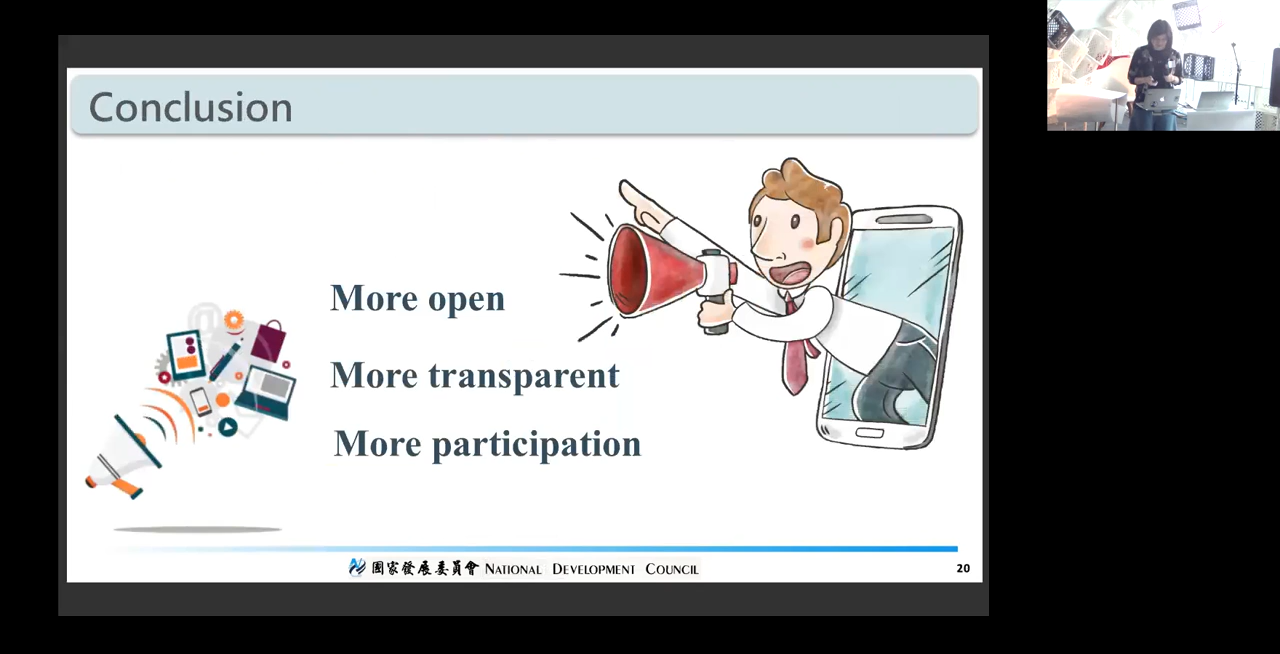 Conclusion
More open
More transparent
More participation
國家發展委員會 NATIONAL DEVELOPMENT COUNCIL
20